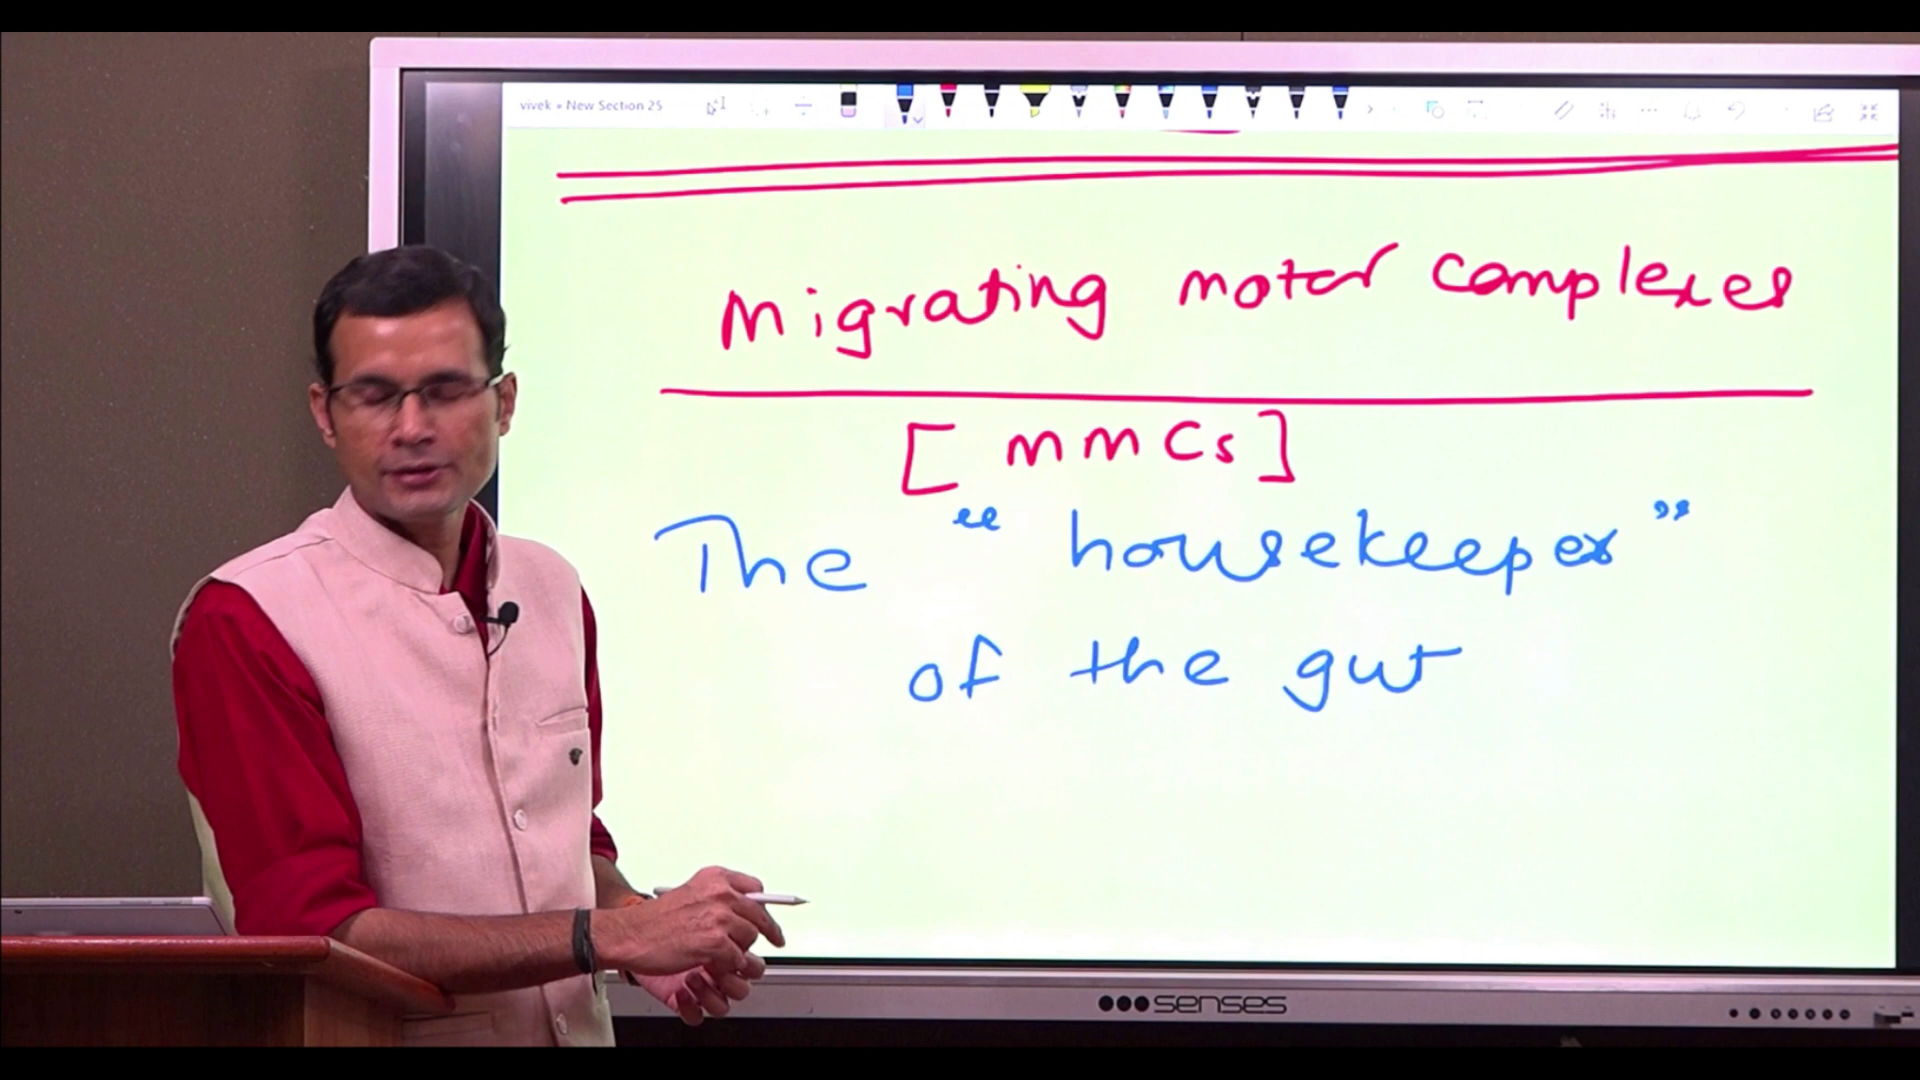 vivek » New Section 25
Migrating motor complexes
[MMCs]
The "housekeeper"
of the gut
senses